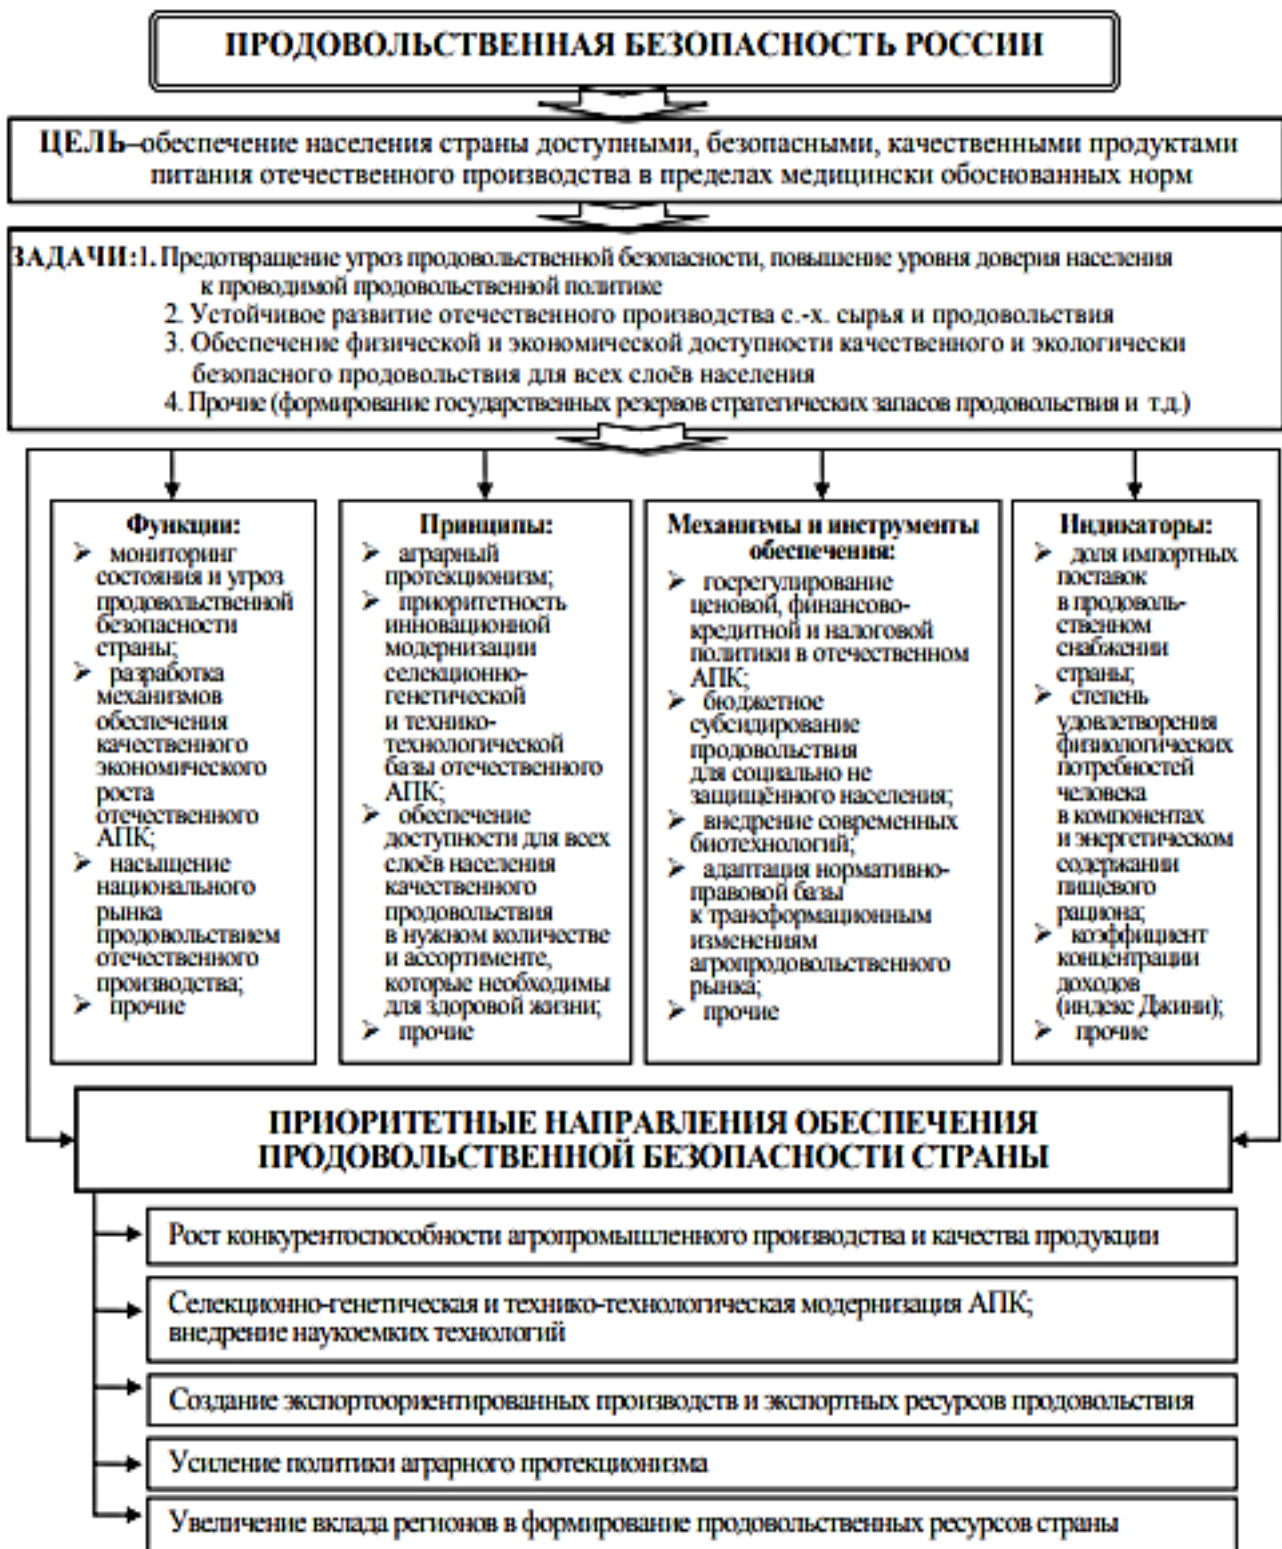 ПРОДОВОЛЬСТВЕННАЯ БЕЗОПАСНОСТЬ РОССИИ
ЦЕЛЬ–обеспечение населения страны доступными, безопасными, качественными продуктами
питания отечественного производства в пределах медицински обоснованных норм
ЗАДАЧИ:1. Предотвращение угроз продовольственной безопасности, повышение уровня доверия населения
к проводимой продовольственной политике
2. Устойчивое развитие отечественного производства с.-х. сырья и продовольствия
3. Обеспечение физической и экономической доступности качественного и экологически
безопасного продовольствия для всех слоёв населения
4. Прочие (формирование государственных резервов стратегических запасов продовольствия и т.д.)
Функции:
➢ мониторинг
состояния и угроз
продовольственной
безопасности
страны;
➢ разработка
механизмов
обеспечения
качественного
экономического
роста
отечественного
АПК;
➢ насыщение
национального
рынка
продовольствием
отечественного
производства;
➢ прочие
Принципы:
➢ аграрный
протекционизм;
➢ приоритетность
инновационной
модернизации
селекционно-
генетической
и технико-
технологической
базы отечественного
АПК;
➢ обеспечение
доступности для всех
слоёв населения
качественного
продовольствия
в нужном количестве
и ассортименте,
которые необходимы
для здоровой жизни;
➢ прочие
Механизмы и инструменты
обеспечения:
➢ госрегулирование
ценовой, финансово-
кредитной и налоговой
политики в отечественном
АПК;
➢ бюджетное
субсидирование
продовольствия
для социально не
защищённого населения;
➢ внедрение современных
биотехнологий;
➢ адаптация нормативно-
правовой базы
к трансформационным
изменениям
агропродовольственного
рынка;
➢ прочие
Индикаторы:
➢ доля импортных
поставок
в продоволь-
ственном
снабжении
страны;
➢ степень
удовлетворения
физиологических
потребностей
человека
в компонентах
и энергетическом
содержании
пищевого
рациона;
➢ коэффициент
концентрации
доходов
(индекс Джини);
➢ прочие
ПРИОРИТЕТНЫЕ НАПРАВЛЕНИЯ ОБЕСПЕЧЕНИЯ
ПРОДОВОЛЬСТВЕННОЙ БЕЗОПАСНОСТИ СТРАНЫ
Рост конкурентоспособности агропромышленного производства и качества продукции
Селекционно-генетическая и технико-технологическая модернизация АПК;
внедрение наукоемких технологий
Создание экспортоориентированных производств и экспортных ресурсов продовольствия
Усиление политики аграрного протекционизма
Увеличение вклада регионов в формирование продовольственных ресурсов страны